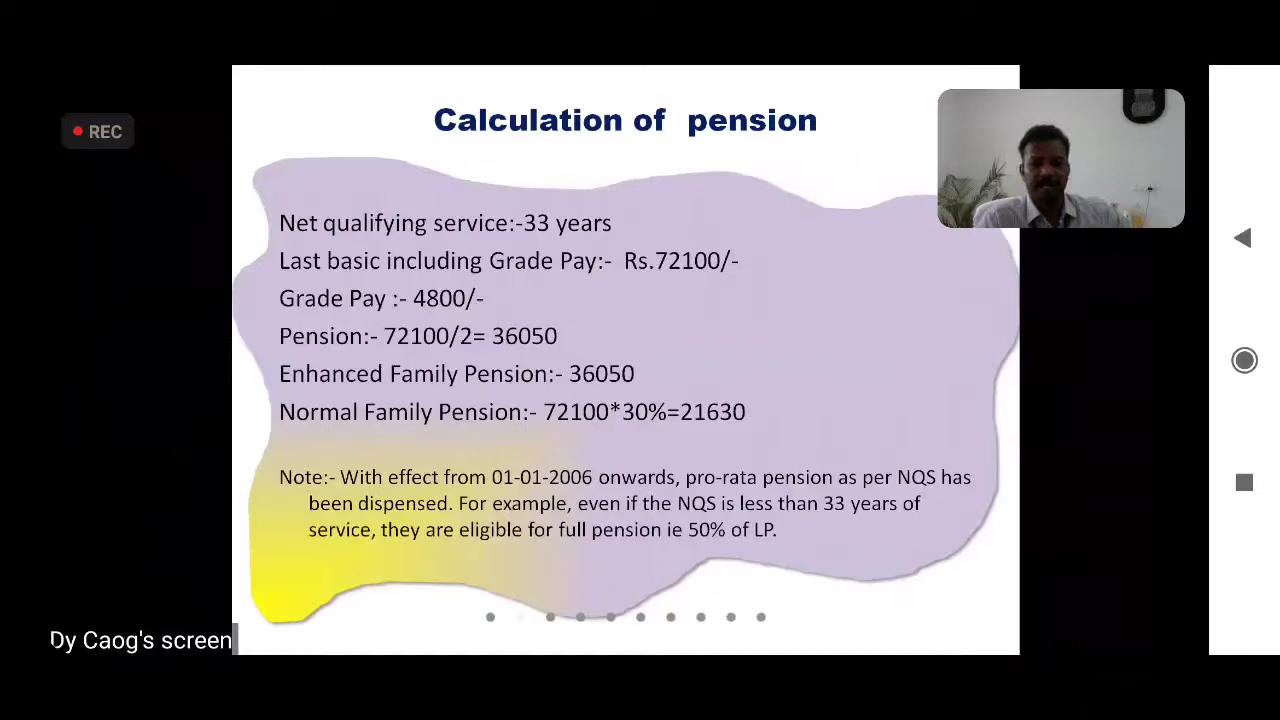 REC
Calculation of pension
Net qualifying service:-33 years
Last basic including Grade Pay:- Rs.72100/-
Grade Pay :- 4800/-
Pension:- 72100/2= 36050
Enhanced Family Pension:- 36050
Normal Family Pension:- 72100*30%=21630
Note:- With effect from 01-01-2006 onwards, pro-rata pension as per NQS has
been dispensed. For example, even if the NQS is less than 33 years of
service, they are eligible for full pension ie 50% of LP.
Dy Caog's screen